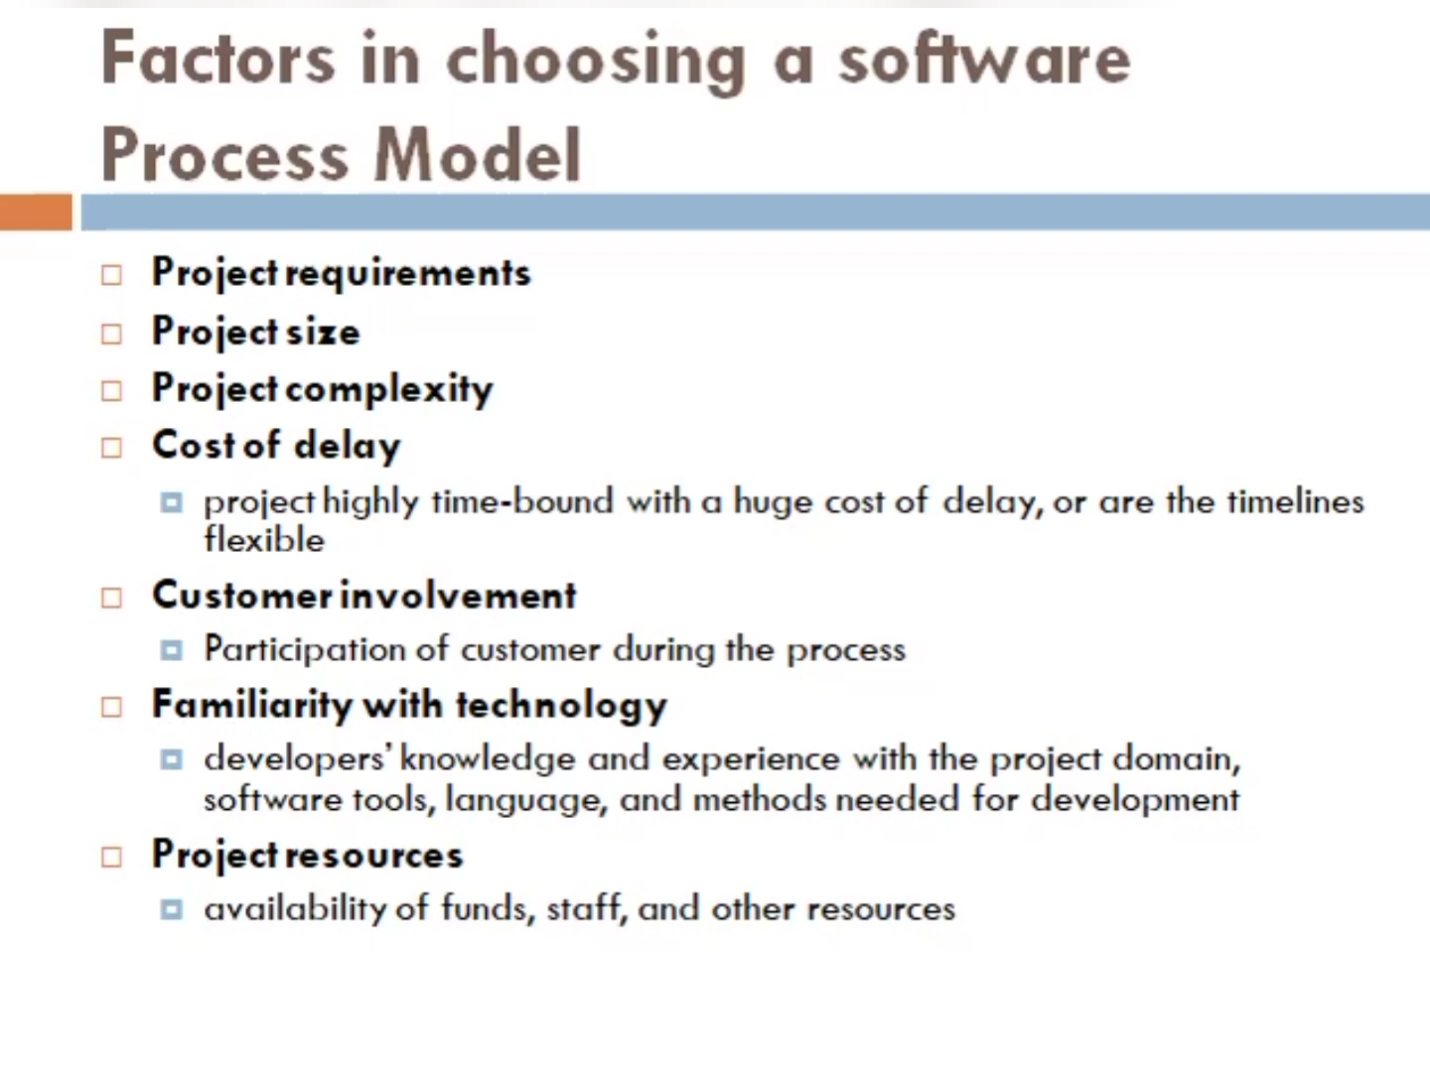 Factors in choosing a software
Process Model
Project requirements
Project size
Project complexity
Cost of delay
project highly time-bound with a huge cost of delay, or are the timelines
flexible
Customer involvement
Participation of customer during the process
Familiarity with technology
developers’ knowledge and experience with the project domain,
software tools, language, and methods needed for development
Project resources
availability of funds, staff, and other resources